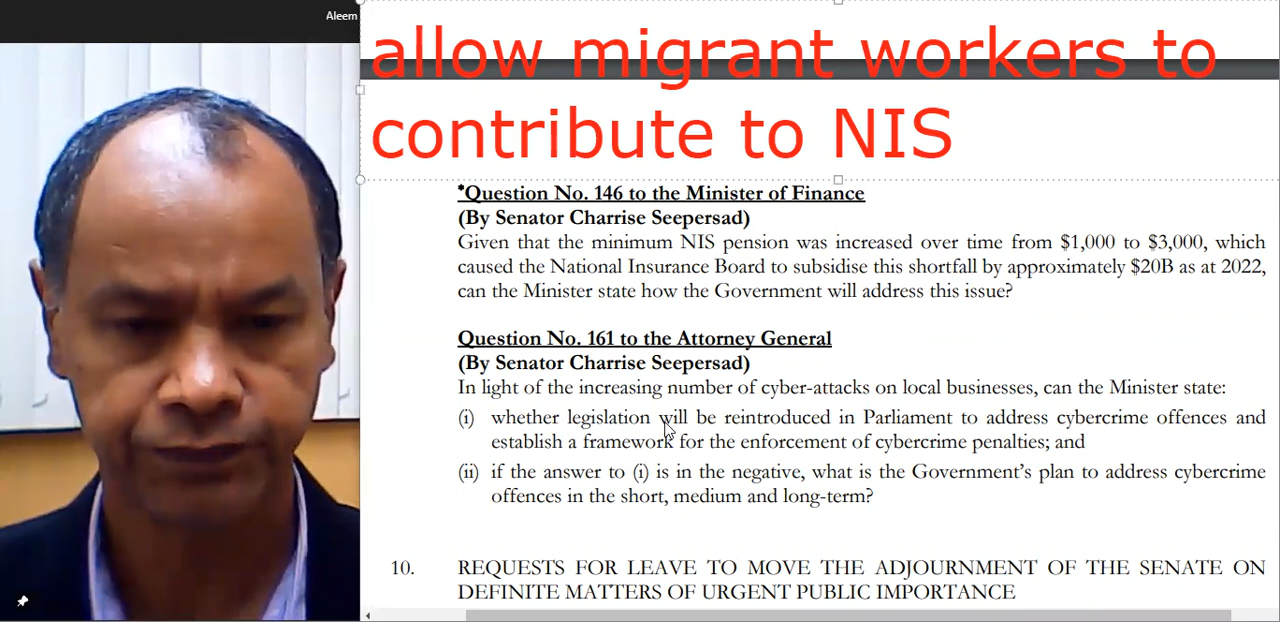 Aleem
allow migrant workers to
contribute to NIS
*Question No. 146 to the Minister of Finance
(By Senator Charrise Seepersad)
Given that the minimum NIS pension was increased over time from $1,000 to $3,000, which
caused the National Insurance Board to subsidise this shortfall by approximately $20B as at 2022,
can the Minister state how the Government will address this issue?
Question No. 161 to the Attorney General
(By Senator Charrise Seepersad)
In light of the increasing number of cyber-attacks on local businesses, can the Minister state:
(i) whether legislation will be reintroduced in Parliament to address cybercrime offences and
establish a framework for the enforcement of cybercrime penalties; and
(ii) if the answer to (i) is in the negative, what is the Government's plan to address cybercrime
offences in the short, medium and long-term?
10. REQUESTS FOR LEAVE TO MOVE THE ADJOURNMENT OF THE SENATE ON
DEFINITE MATTERS OF URGENT PUBLIC IMPORTANCE